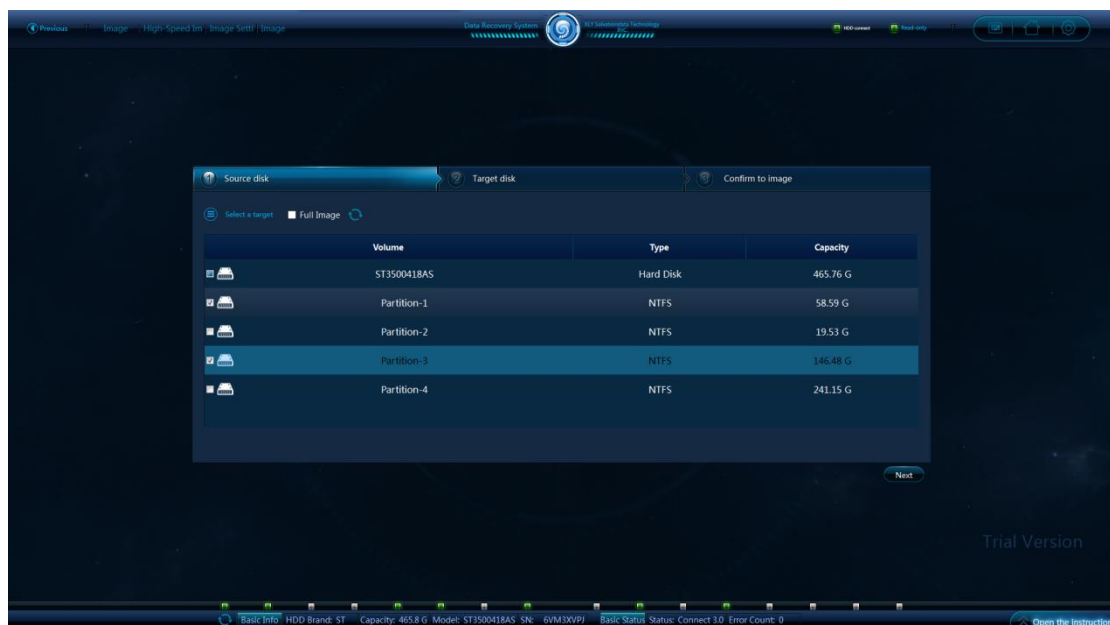 Previous Image High-Speed Im Image Setti Image
Data Recovery System
HDD connect Read-only
1 Source disk 2 Target disk 3 Confirm to image
Select a target Full Image
Volume Type Capacity
ST3500418AS Hard Disk 465.76 G
Partition-1 NTFS 58.59 G
Partition-2 NTFS 19.53 G
Partition-3 NTFS 146.48 G
Partition-4 NTFS 241.15 G
Next
Trial Version
Basic Info HDD Brand: ST Capacity: 465.8 G Model: ST3500418AS SN: 6VM3XVPJ Basic Status Status: Connect 3.0 Error Count: 0 Open the Instruction